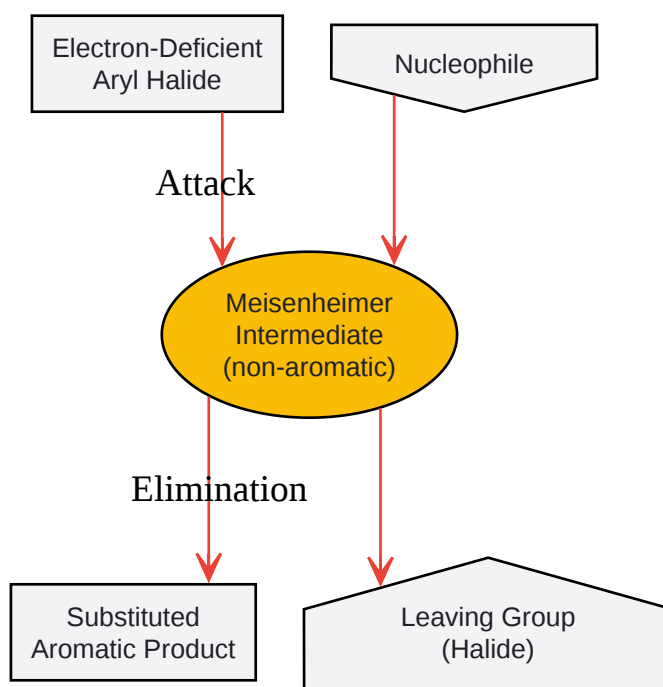 Electron-Deficient
Aryl Halide
Nucleophile
Attack
Meisenheimer
Intermediate
(non-aromatic)
Elimination
Substituted
Aromatic Product
Leaving Group
(Halide)